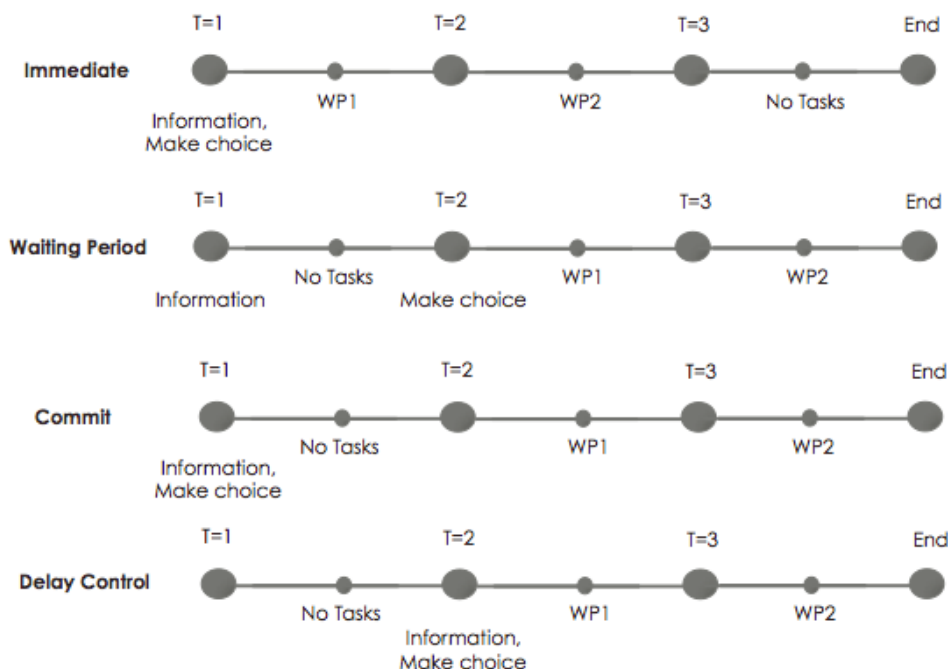 T=1 T=2 T=3 End
Immediate
WP1 WP2 No Tasks
Information,
Make choice
T=1 T=2 T=3 End
Waiting Period
No Tasks WP1 WP2
Information Make choice
T=1 T=2 T=3 End
Commit
No Tasks WP1 WP2
Information,
Make choice
T=1 T=2 T=3 End
Delay Control
No Tasks WP1 WP2
Information,
Make choice